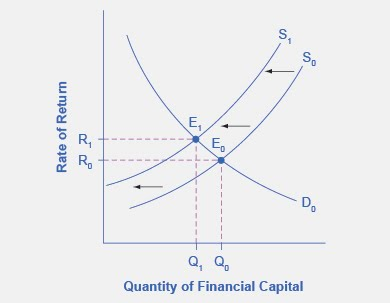 S₁
S₀
E₁
E₀
R₁
R₀
D₀
Q₁ Q₀
Rate of Return
Quantity of Financial Capital